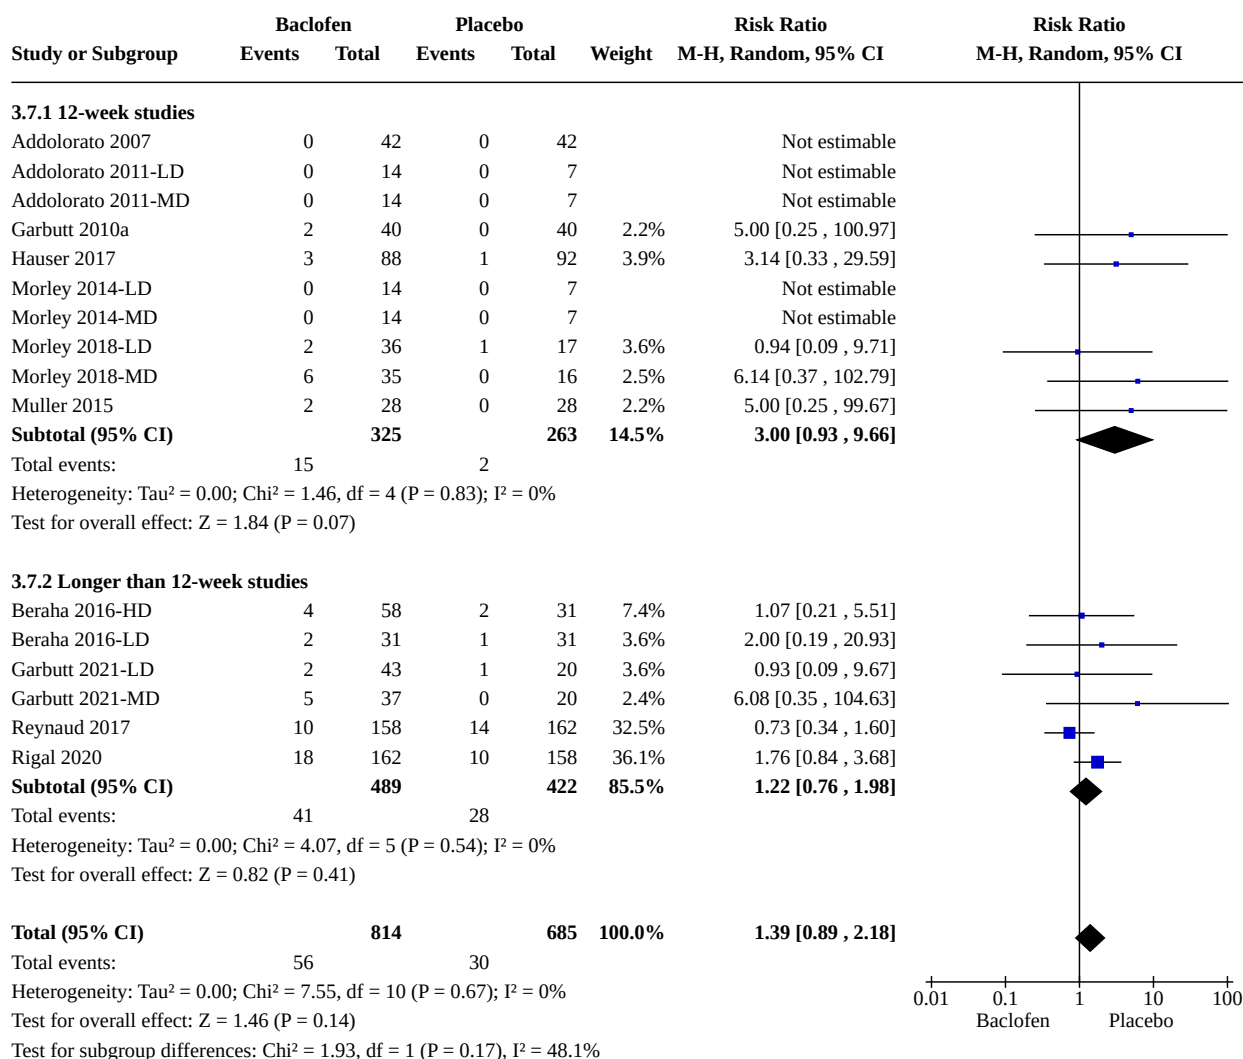 Baclofen Placebo Risk Ratio Risk Ratio
Study or Subgroup Events Total Events Total Weight M-H, Random, 95% CI M-H, Random, 95% CI
3.7.1 12-week studies
Addolorato 2007 0 42 0 42 Not estimable
Addolorato 2011-LD 0 14 0 7 Not estimable
Addolorato 2011-MD 0 14 0 7 Not estimable
Garbutt 2010a 2 40 0 40 2.2% 5.00 [0.25 , 100.97]
Hauser 2017 3 88 1 92 3.9% 3.14 [0.33 , 29.59]
Morley 2014-LD 0 14 0 7 Not estimable
Morley 2014-MD 0 14 0 7 Not estimable
Morley 2018-LD 2 36 1 17 3.6% 0.94 [0.09 , 9.71]
Morley 2018-MD 6 35 0 16 2.5% 6.14 [0.37 , 102.79]
Muller 2015 2 28 0 28 2.2% 5.00 [0.25 , 99.67]
Subtotal (95% CI) 325 263 14.5% 3.00 [0.93 , 9.66]
Total events: 15 2
Heterogeneity: Tau² = 0.00; Chi² = 1.46, df = 4 (P = 0.83); I² = 0%
Test for overall effect: Z = 1.84 (P = 0.07)
3.7.2 Longer than 12-week studies
Beraha 2016-HD 4 58 2 31 7.4% 1.07 [0.21 , 5.51]
Beraha 2016-LD 2 31 1 31 3.6% 2.00 [0.19 , 20.93]
Garbutt 2021-LD 2 43 1 20 3.6% 0.93 [0.09 , 9.67]
Garbutt 2021-MD 5 37 0 20 2.4% 6.08 [0.35 , 104.63]
Reynaud 2017 10 158 14 162 32.5% 0.73 [0.34 , 1.60]
Rigal 2020 18 162 10 158 36.1% 1.76 [0.84 , 3.68]
Subtotal (95% CI) 489 422 85.5% 1.22 [0.76 , 1.98]
Total events: 41 28
Heterogeneity: Tau² = 0.00; Chi² = 4.07, df = 5 (P = 0.54); I² = 0%
Test for overall effect: Z = 0.82 (P = 0.41)
Total (95% CI) 814 685 100.0% 1.39 [0.89 , 2.18]
Total events: 56 30
Heterogeneity: Tau² = 0.00; Chi² = 7.55, df = 10 (P = 0.67); I² = 0%
0.01 0.1 1 10 100
Test for overall effect: Z = 1.46 (P = 0.14) Baclofen Placebo
Test for subgroup differences: Chi² = 1.93, df = 1 (P = 0.17), I² = 48.1%